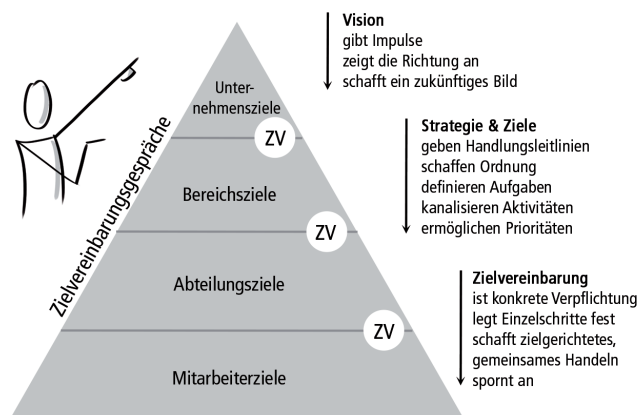 Vision
gibt Impulse
zeigt die Richtung an
schafft ein zukünftiges Bild
Unter-
nehmensziele
ZV
Strategie & Ziele
geben Handlungsleitlinien
schaffen Ordnung
definieren Aufgaben
kanalisieren Aktivitäten
ermöglichen Prioritäten
Zielvereinbarungsgespräche
Bereichsziele
ZV
Abteilungsziele
Zielvereinbarung
ist konkrete Verpflichtung
legt Einzelschritte fest
schafft zielgerichtetes,
gemeinsames Handeln
spornt an
ZV
Mitarbeiterziele